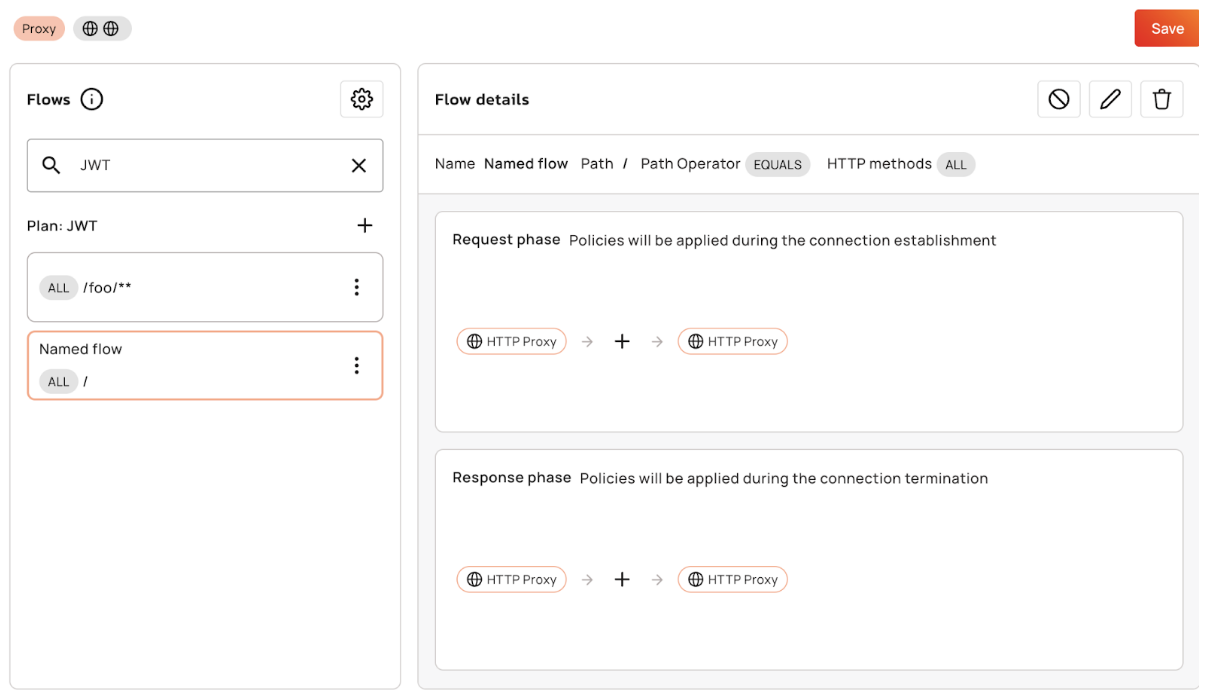 Proxy
Save
Flows
JWT
Plan: JWT
ALL /foo/**
Named flow
ALL /
Flow details
Name Named flow Path / Path Operator EQUALS HTTP methods ALL
Request phase Policies will be applied during the connection establishment
HTTP Proxy HTTP Proxy
Response phase Policies will be applied during the connection termination
HTTP Proxy HTTP Proxy